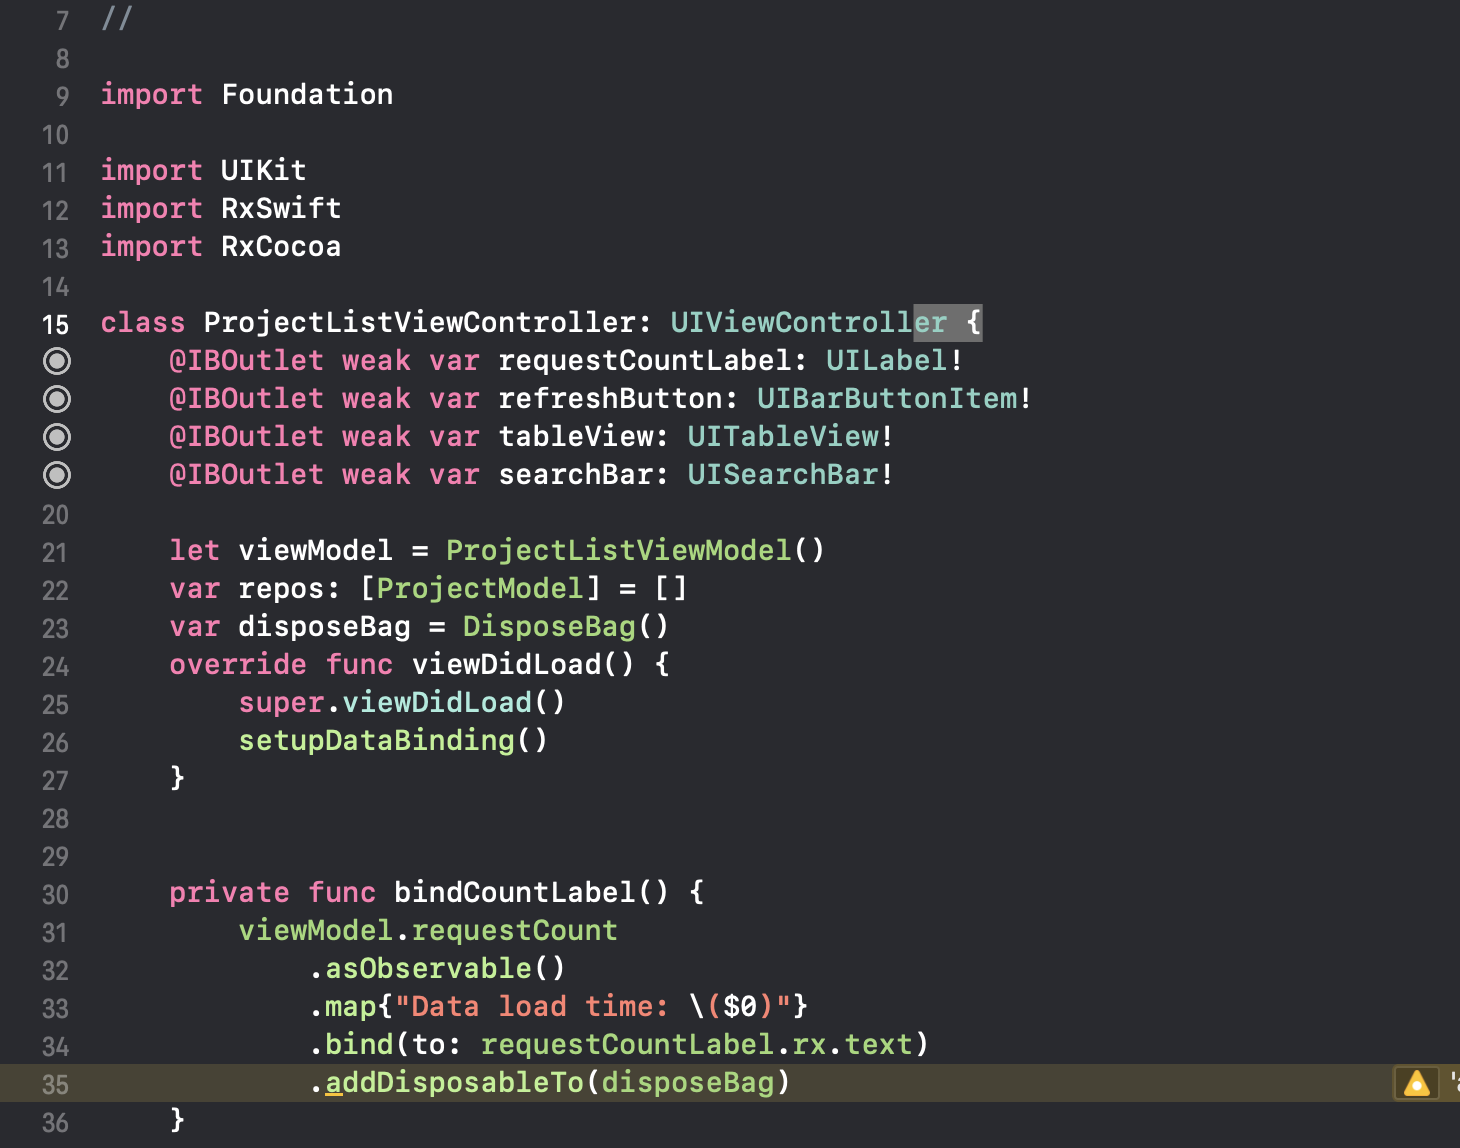 7 //
8
9 import Foundation
10
11 import UIKit
12 import RxSwift
13 import RxCocoa
14
15 class ProjectListViewController: UIViewController {
@IBOutlet weak var requestCountLabel: UILabel!
@IBOutlet weak var refreshButton: UIBarButtonItem!
@IBOutlet weak var tableView: UITableView!
@IBOutlet weak var searchBar: UISearchBar!
20
21 let viewModel = ProjectListViewModel()
22 var repos: [ProjectModel] = []
23 var disposeBag = DisposeBag()
24 override func viewDidLoad() {
25 super.viewDidLoad()
26 setupDataBinding()
27 }
28
29
30 private func bindCountLabel() {
31 viewModel.requestCount
32 .asObservable()
33 .map{"Data load time: \($0)"}
34 .bind(to: requestCountLabel.rx.text)
35 .addDisposableTo(disposeBag)
36 }